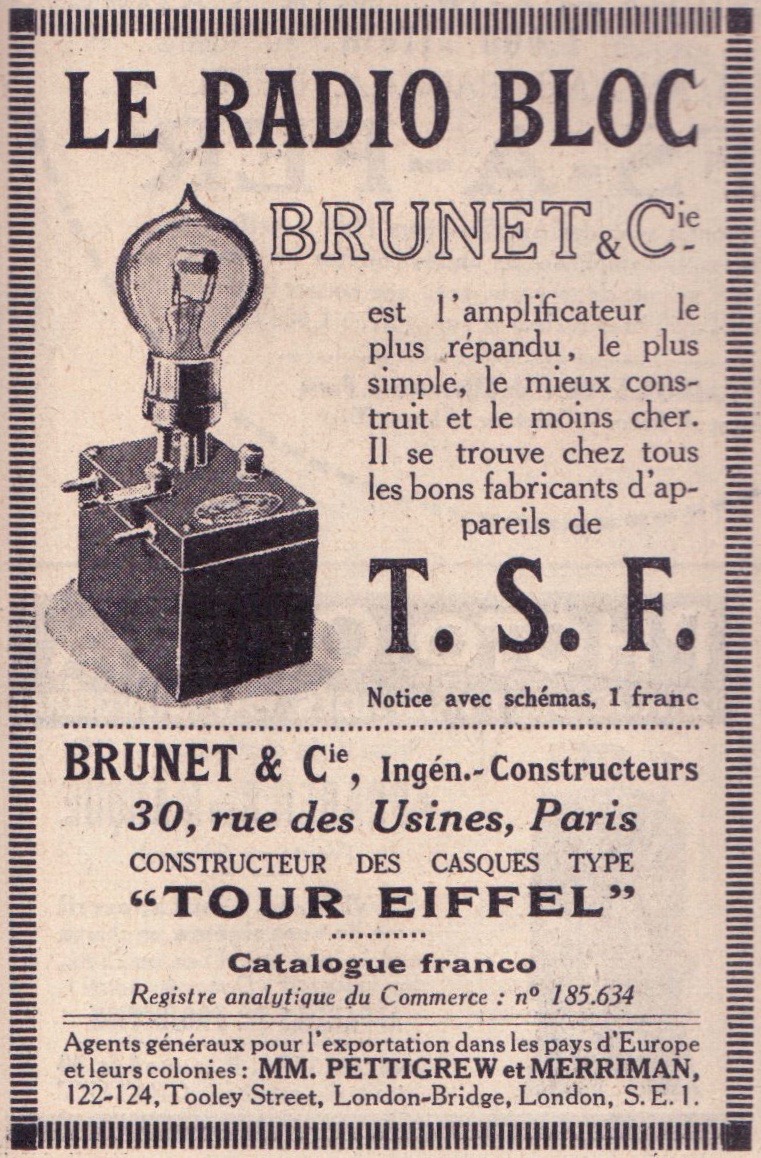 LE RADIO BLOC
BRUNET & Cie
est l'amplificateur le
plus répandu, le plus
simple, le mieux cons-
truit et le moins cher.
Il se trouve chez tous
les bons fabricants d'ap-
pareils de
T. S. F.
Notice avec schémas, 1 franc
BRUNET & Cie, Ingén.-Constructeurs
30, rue des Usines, Paris
CONSTRUCTEUR DES CASQUES TYPE
“TOUR EIFFEL”
Catalogue franco
Registre analytique du Commerce : nº 185.634
Agents généraux pour l'exportation dans les pays d'Europe
et leurs colonies : MM. PETTIGREW et MERRIMAN,
122-124, Tooley Street, London-Bridge, London, S. E. 1.